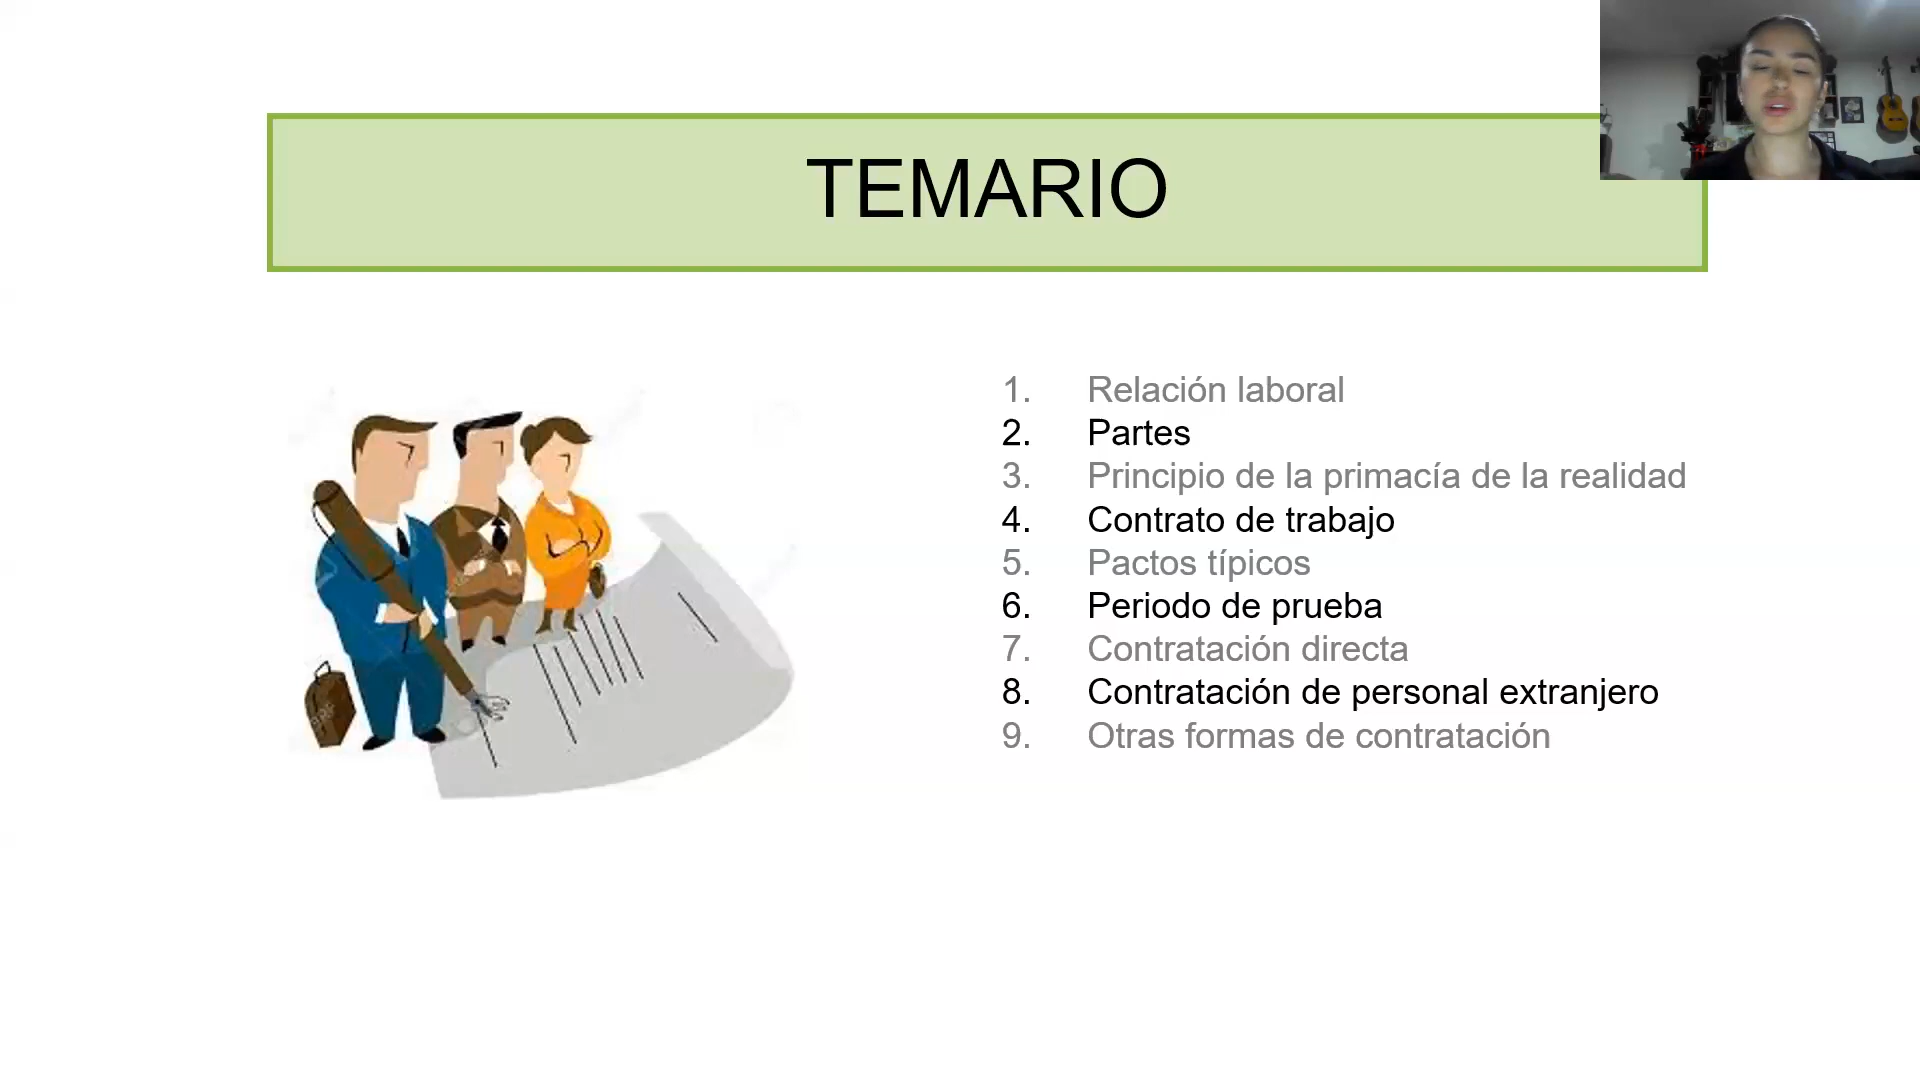 TEMARIO
1. Relación laboral
2. Partes
3. Principio de la primacía de la realidad
4. Contrato de trabajo
5. Pactos típicos
6. Periodo de prueba
7. Contratación directa
8. Contratación de personal extranjero
9. Otras formas de contratación